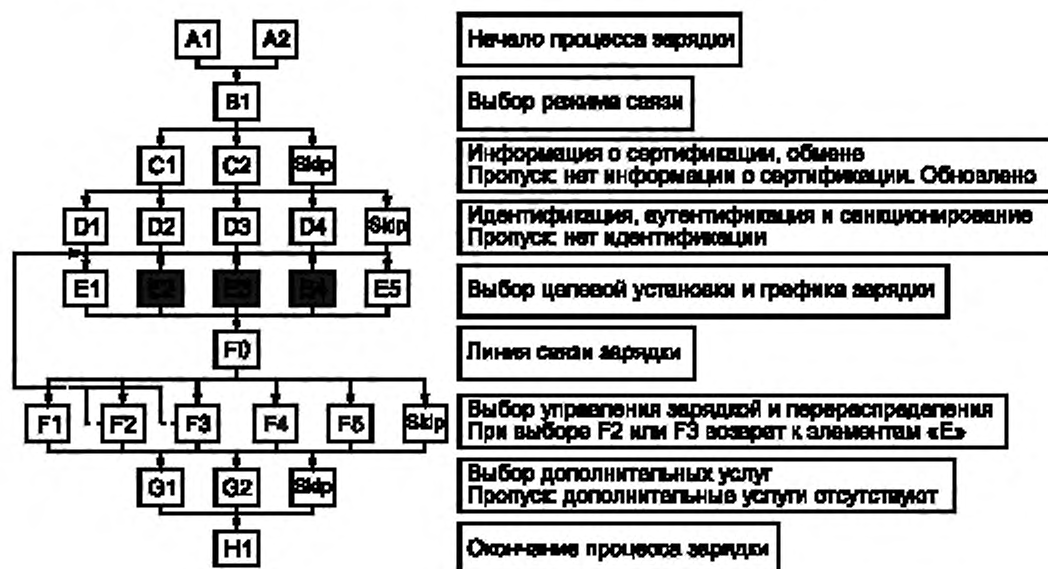 A1 A2
Начало процесса зарядки
B1
Выбор режима связи
C1 C2 Skip
Информация о сертификации, обмене
Пропуск: нет информации о сертификации. Обновлено
D1 D2 D3 D4 Skip
Идентификация, аутентификация и санкционирование
Пропуск: нет идентификации
E1 E2 E3 E4 E5
Выбор целевой установки и графика зарядки
F0
Линия связи зарядки
F1 F2 F3 F4 F5 Skip
Выбор управления зарядкой и перераспределения
При выборе F2 или F3 возврат к элементам «E»
G1 G2 Skip
Выбор дополнительных услуг
Пропуск: дополнительные услуги отсутствуют
H1
Окончание процесса зарядки